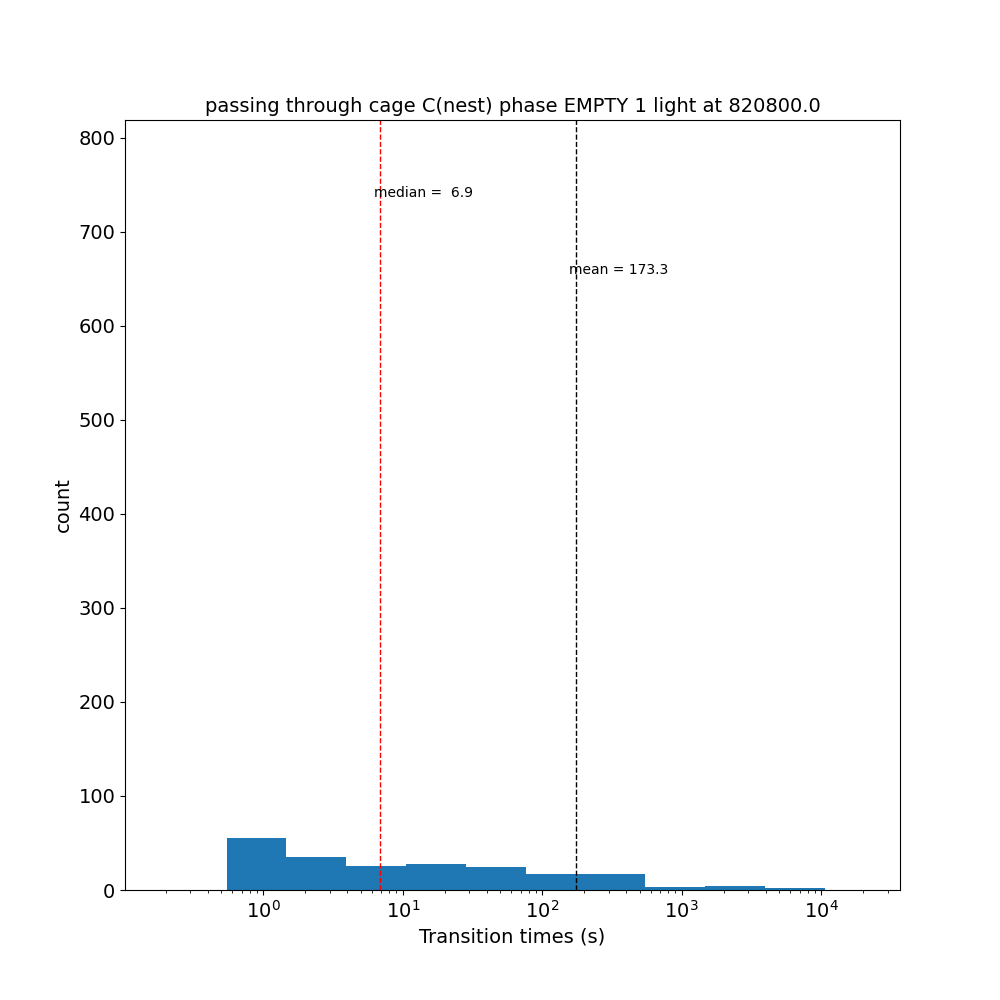 passing through cage C(nest) phase EMPTY 1 light at 820800.0
800
median =  6.9
700
mean = 173.3
600
500
400
300
200
100
0
count
10⁰ 10¹ 10² 10³ 10⁴
Transition times (s)